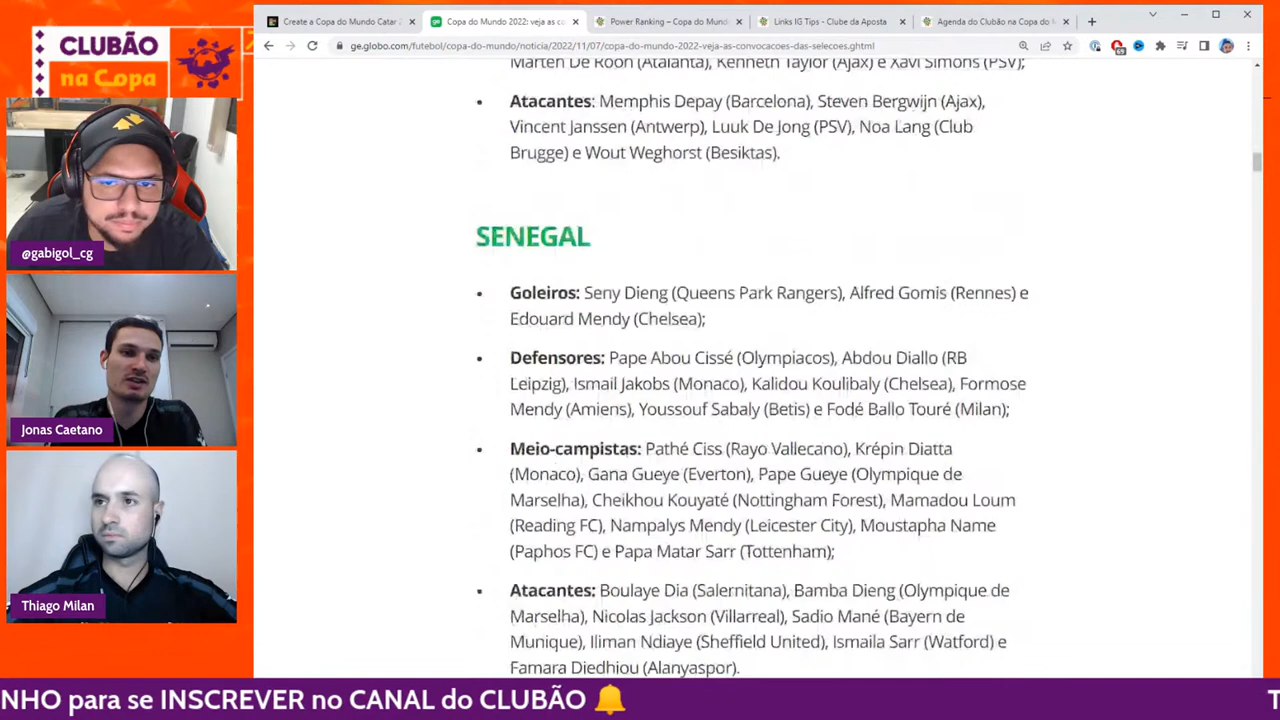 CLUBÃO
na Copa
@gabigol_cg
Jonas Caetano
Thiago Milan
Create a Copa do Mundo Catar 2
Copa do Mundo 2022: veja as co
Power Ranking – Copa do Mundo
Links IG Tips - Clube da Aposta
Agenda do Clubão na Copa do M
ge.globo.com/futebol/copa-do-mundo/noticia/2022/11/07/copa-do-mundo-2022-veja-as-convocacoes-das-selecoes.ghtml
Marten De Roon (Atalanta), Kenneth Taylor (Ajax) e Xavi Simons (PSV);
• Atacantes: Memphis Depay (Barcelona), Steven Bergwijn (Ajax),
Vincent Janssen (Antwerp), Luuk De Jong (PSV), Noa Lang (Club
Brugge) e Wout Weghorst (Besiktas).
SENEGAL
• Goleiros: Seny Dieng (Queens Park Rangers), Alfred Gomis (Rennes) e
Edouard Mendy (Chelsea);
• Defensores: Pape Abou Cissé (Olympiacos), Abdou Diallo (RB
Leipzig), Ismail Jakobs (Monaco), Kalidou Koulibaly (Chelsea), Formose
Mendy (Amiens), Youssouf Sabaly (Betis) e Fodé Ballo Touré (Milan);
• Meio-campistas: Pathé Ciss (Rayo Vallecano), Krépin Diatta
(Monaco), Gana Gueye (Everton), Pape Gueye (Olympique de
Marselha), Cheikhou Kouyaté (Nottingham Forest), Mamadou Loum
(Reading FC), Nampalys Mendy (Leicester City), Moustapha Name
(Paphos FC) e Papa Matar Sarr (Tottenham);
• Atacantes: Boulaye Dia (Salernitana), Bamba Dieng (Olympique de
Marselha), Nicolas Jackson (Villarreal), Sadio Mané (Bayern de
Munique), Iliman Ndiaye (Sheffield United), Ismaila Sarr (Watford) e
Famara Diedhiou (Alanyaspor).
NHO para se INSCREVER no CANAL do CLUBÃO 🔔